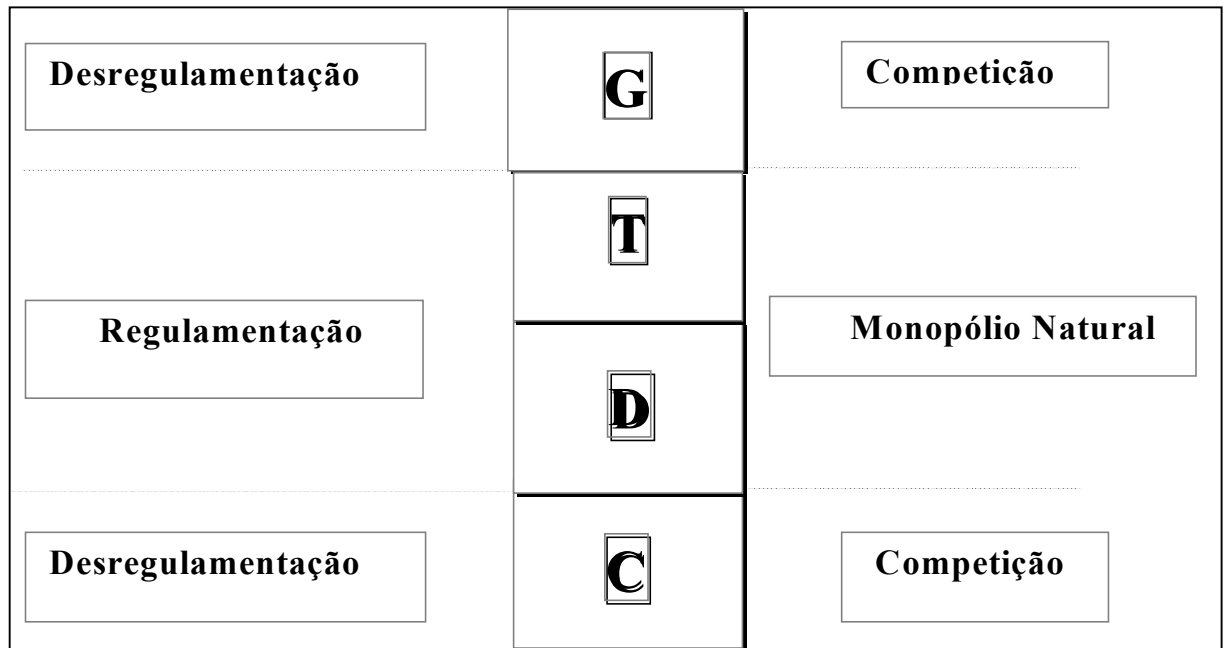 Desregulamentação
G
Competição
T
Regulamentação
Monopólio Natural
D
Desregulamentação
C
Competição